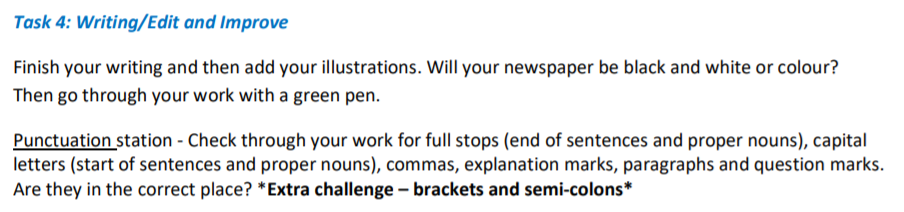 Task 4: Writing/Edit and Improve
Finish your writing and then add your illustrations. Will your newspaper be black and white or colour?
Then go through your work with a green pen.
Punctuation station - Check through your work for full stops (end of sentences and proper nouns), capital
letters (start of sentences and proper nouns), commas, explanation marks, paragraphs and question marks.
Are they in the correct place? *Extra challenge – brackets and semi-colons*